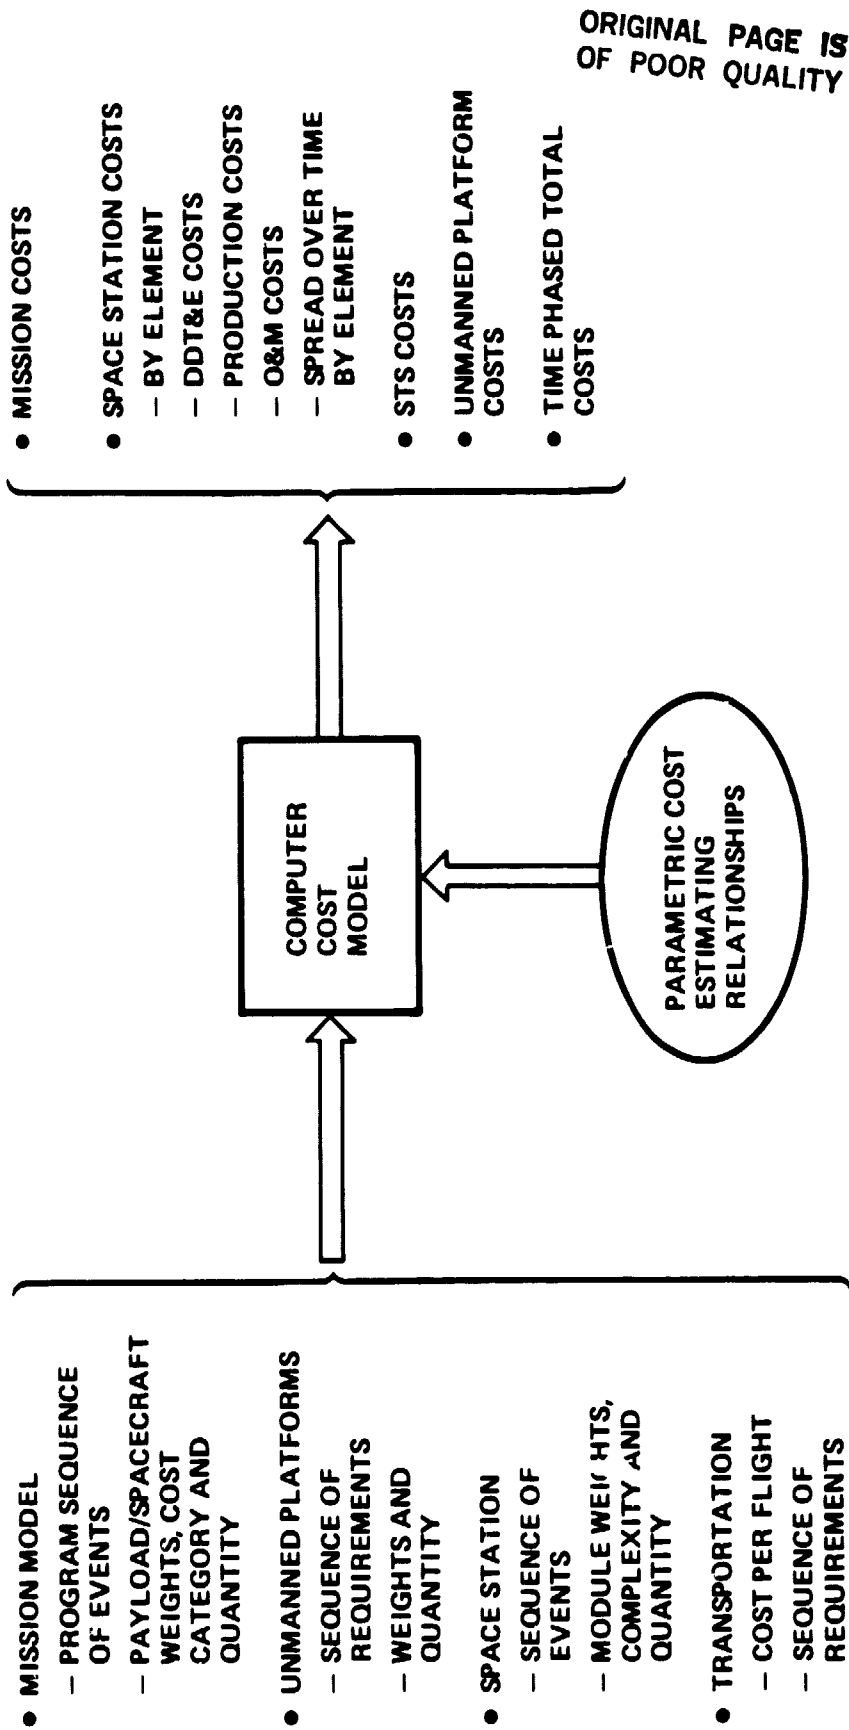 ORIGINAL PAGE IS
OF POOR QUALITY
● MISSION MODEL
– PROGRAM SEQUENCE
OF EVENTS
– PAYLOAD/SPACECRAFT
WEIGHTS, COST
CATEGORY AND
QUANTITY
● UNMANNED PLATFORMS
– SEQUENCE OF
REQUIREMENTS
– WEIGHTS AND
QUANTITY
● SPACE STATION
– SEQUENCE OF
EVENTS
– MODULE WEIGHTS,
COMPLEXITY AND
QUANTITY
● TRANSPORTATION
– COST PER FLIGHT
– SEQUENCE OF
REQUIREMENTS
COMPUTER
COST
MODEL
PARAMETRIC COST
ESTIMATING
RELATIONSHIPS
● MISSION COSTS
● SPACE STATION COSTS
– BY ELEMENT
– DDT&E COSTS
– PRODUCTION COSTS
– O&M COSTS
– SPREAD OVER TIME
BY ELEMENT
● STS COSTS
● UNMANNED PLATFORM
COSTS
● TIME PHASED TOTAL
COSTS